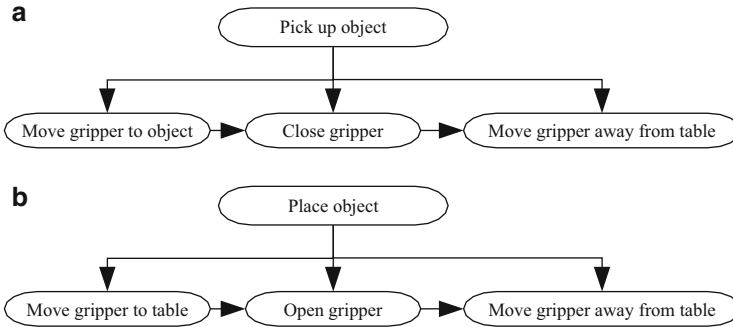 a
Pick up object
Move gripper to object
Close gripper
Move gripper away from table
b
Place object
Move gripper to table
Open gripper
Move gripper away from table